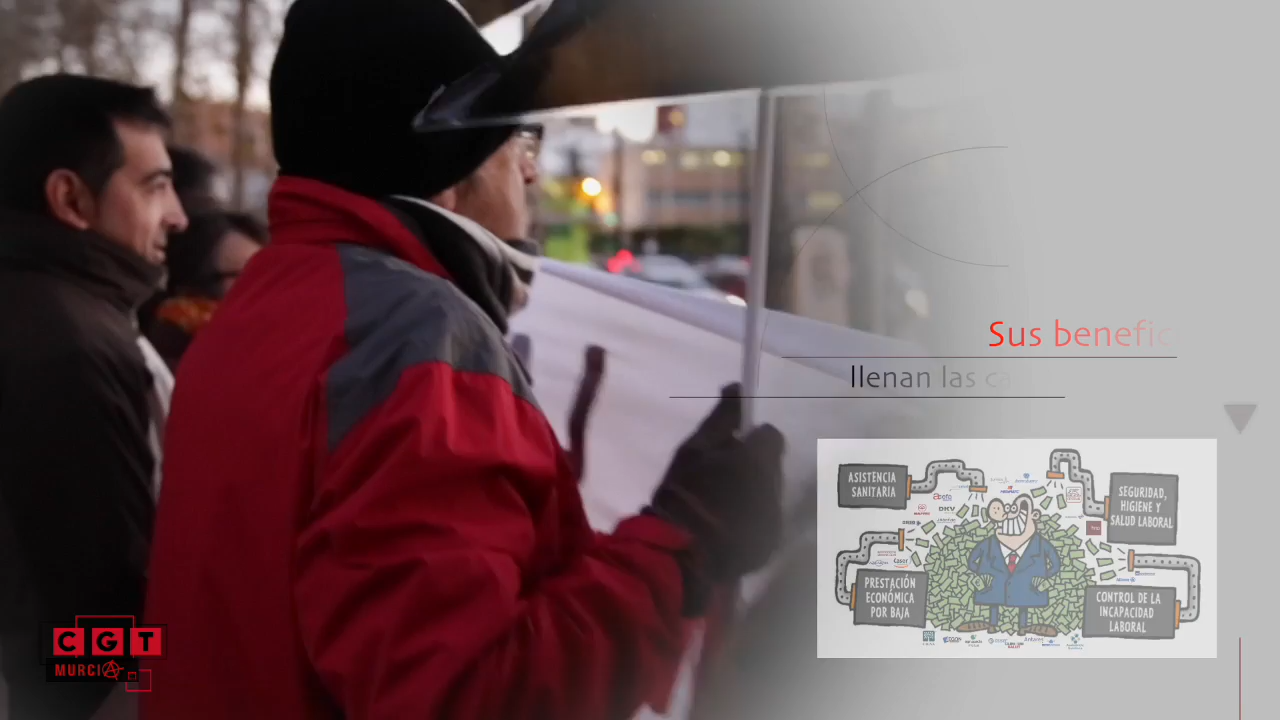 Sus benefic
llenan las ca
ASISTENCIA
SANITARIA
SEGURIDAD,
HIGIENE Y
SALUD LABORAL
DKV
PRESTACIÓN
ECONÓMICA
POR BAJA
CONTROL DE LA
INCAPACIDAD
LABORAL
CGT
MURCIA